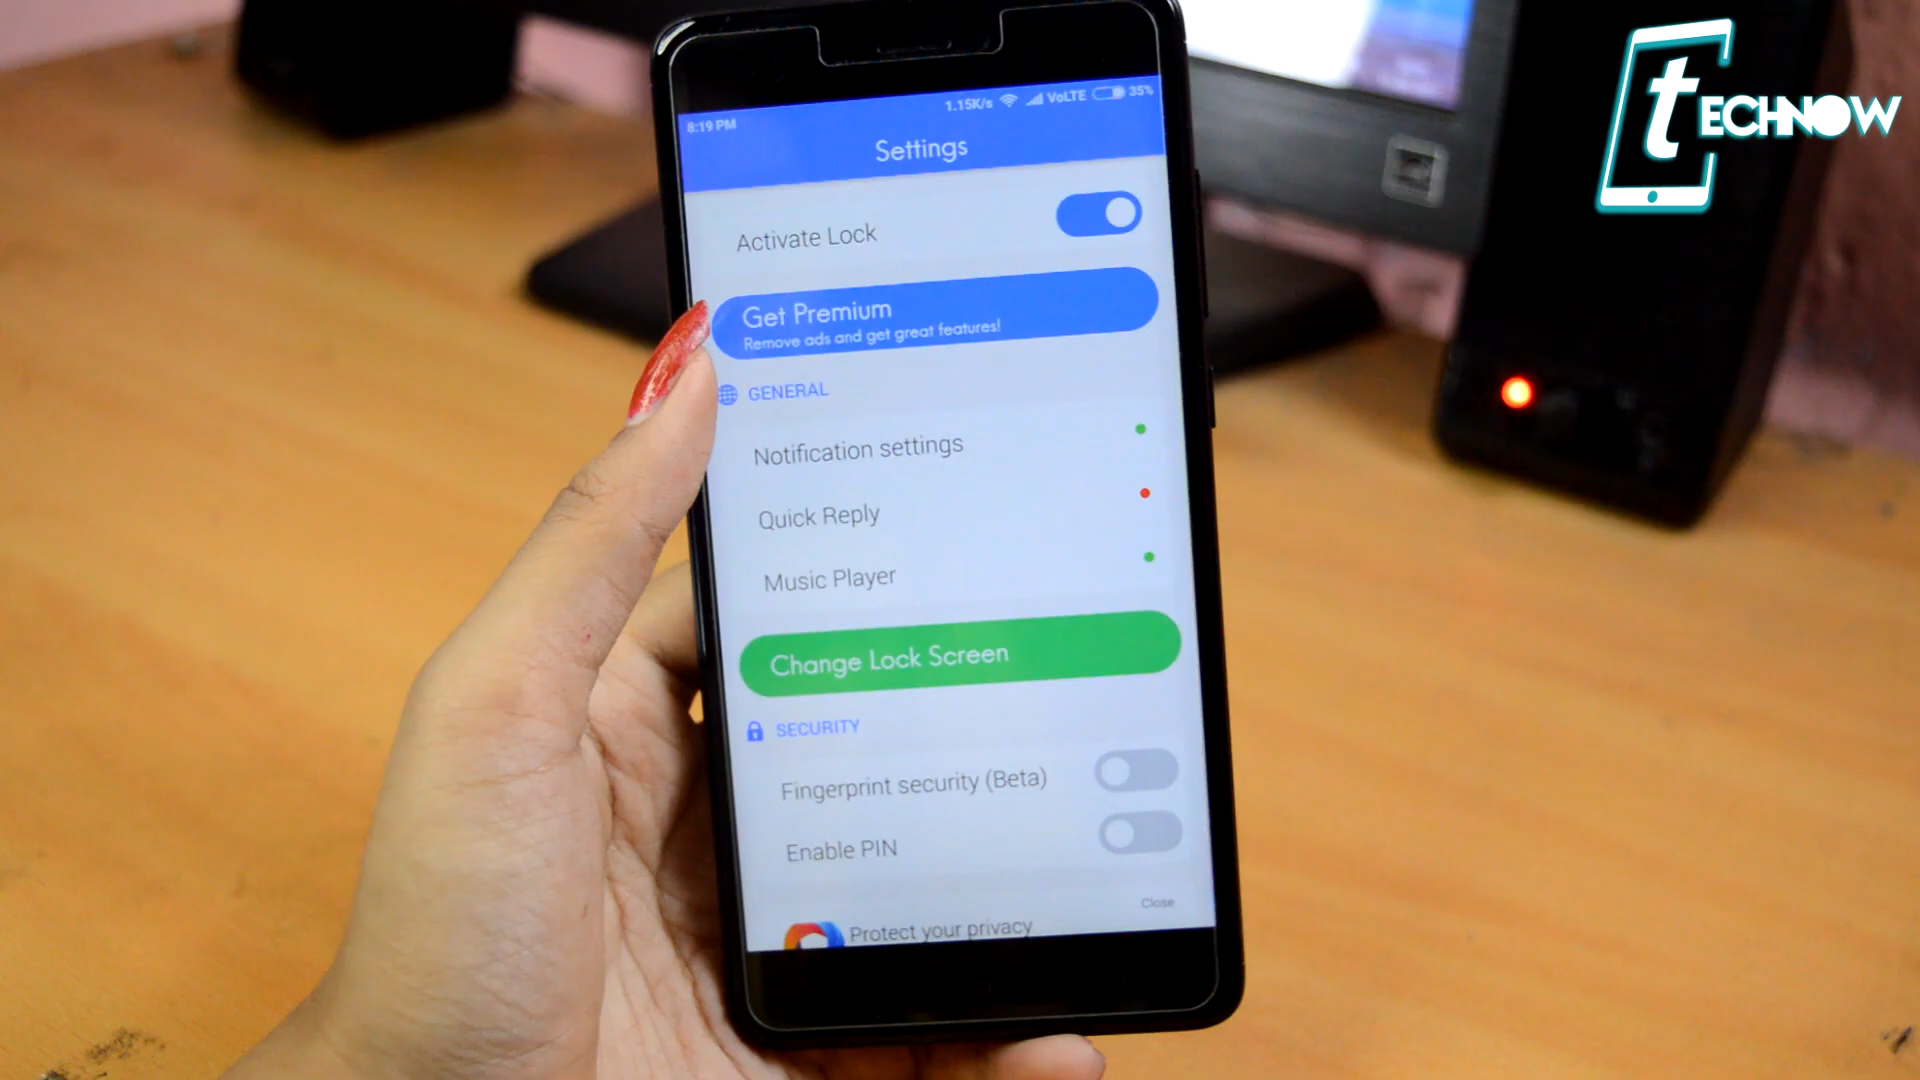 tECHNOW
8:19 PM 1.15K/s VoLTE 35%
Settings
Activate Lock
Get Premium
Remove ads and get great features!
GENERAL
Notification settings
Quick Reply
Music Player
Change Lock Screen
SECURITY
Fingerprint security (Beta)
Enable PIN
Close
Protect your privacy